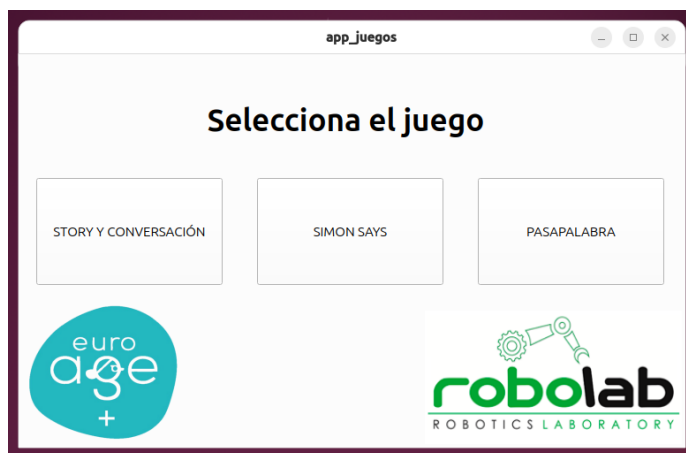 app_juegos
Selecciona el juego
STORY Y CONVERSACIÓN
SIMON SAYS
PASAPALABRA
euro
age
+
robolab
ROBOTICS LABORATORY